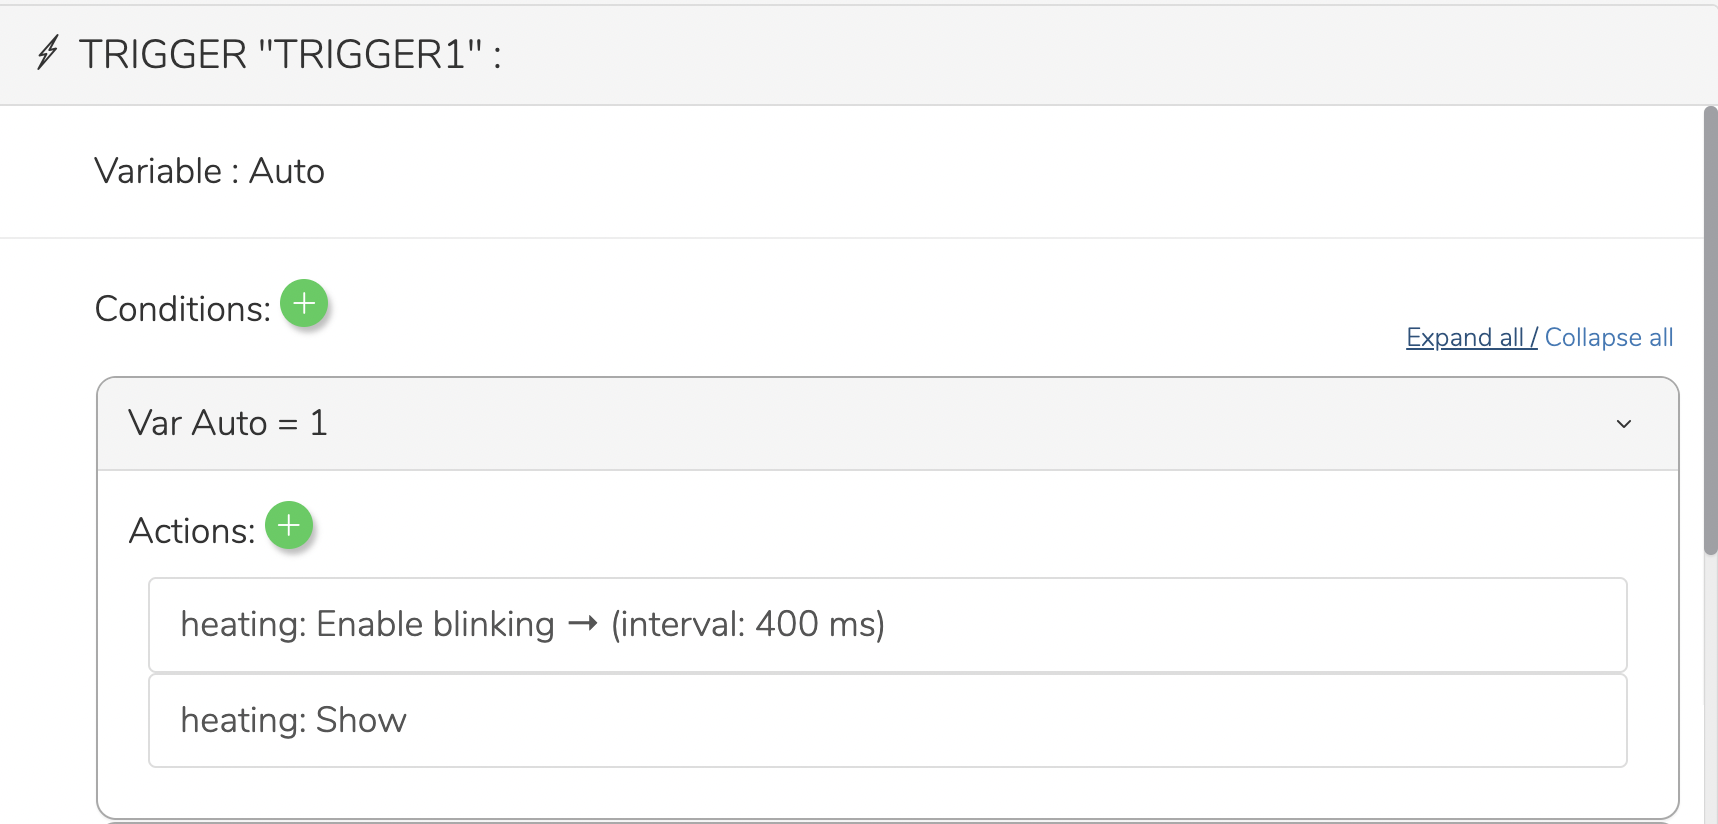 TRIGGER "TRIGGER1" :
Variable : Auto
Conditions:
Expand all / Collapse all
Var Auto = 1
Actions:
heating: Enable blinking → (interval: 400 ms)
heating: Show